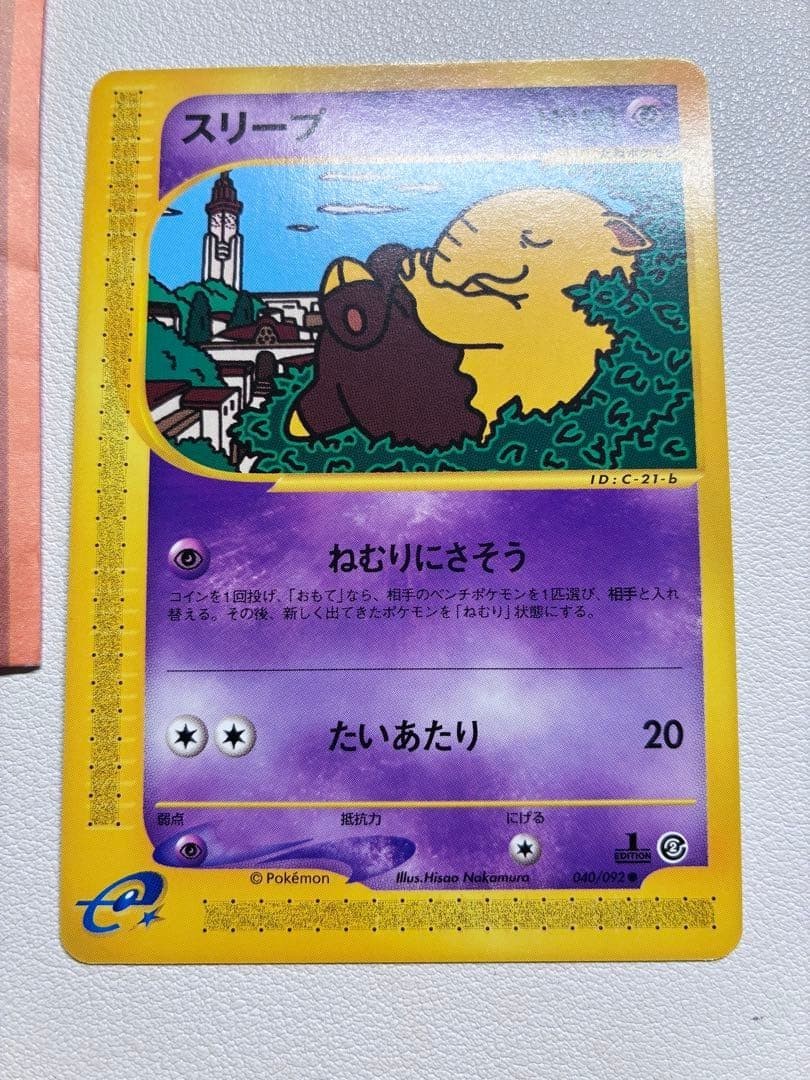 スリープ
ID:C-21-b
ねむりにさそう
コインを1回投げ、「おもて」なら、相手のベンチポケモンを1匹選び、相手と入れ
替える。その後、新しく出てきたポケモンを「ねむり」状態にする。
たいあたり 20
弱点 抵抗力 にげる
1
EDITION
© Pokémon Illus.Hisao Nakamura 040/092 ●
e